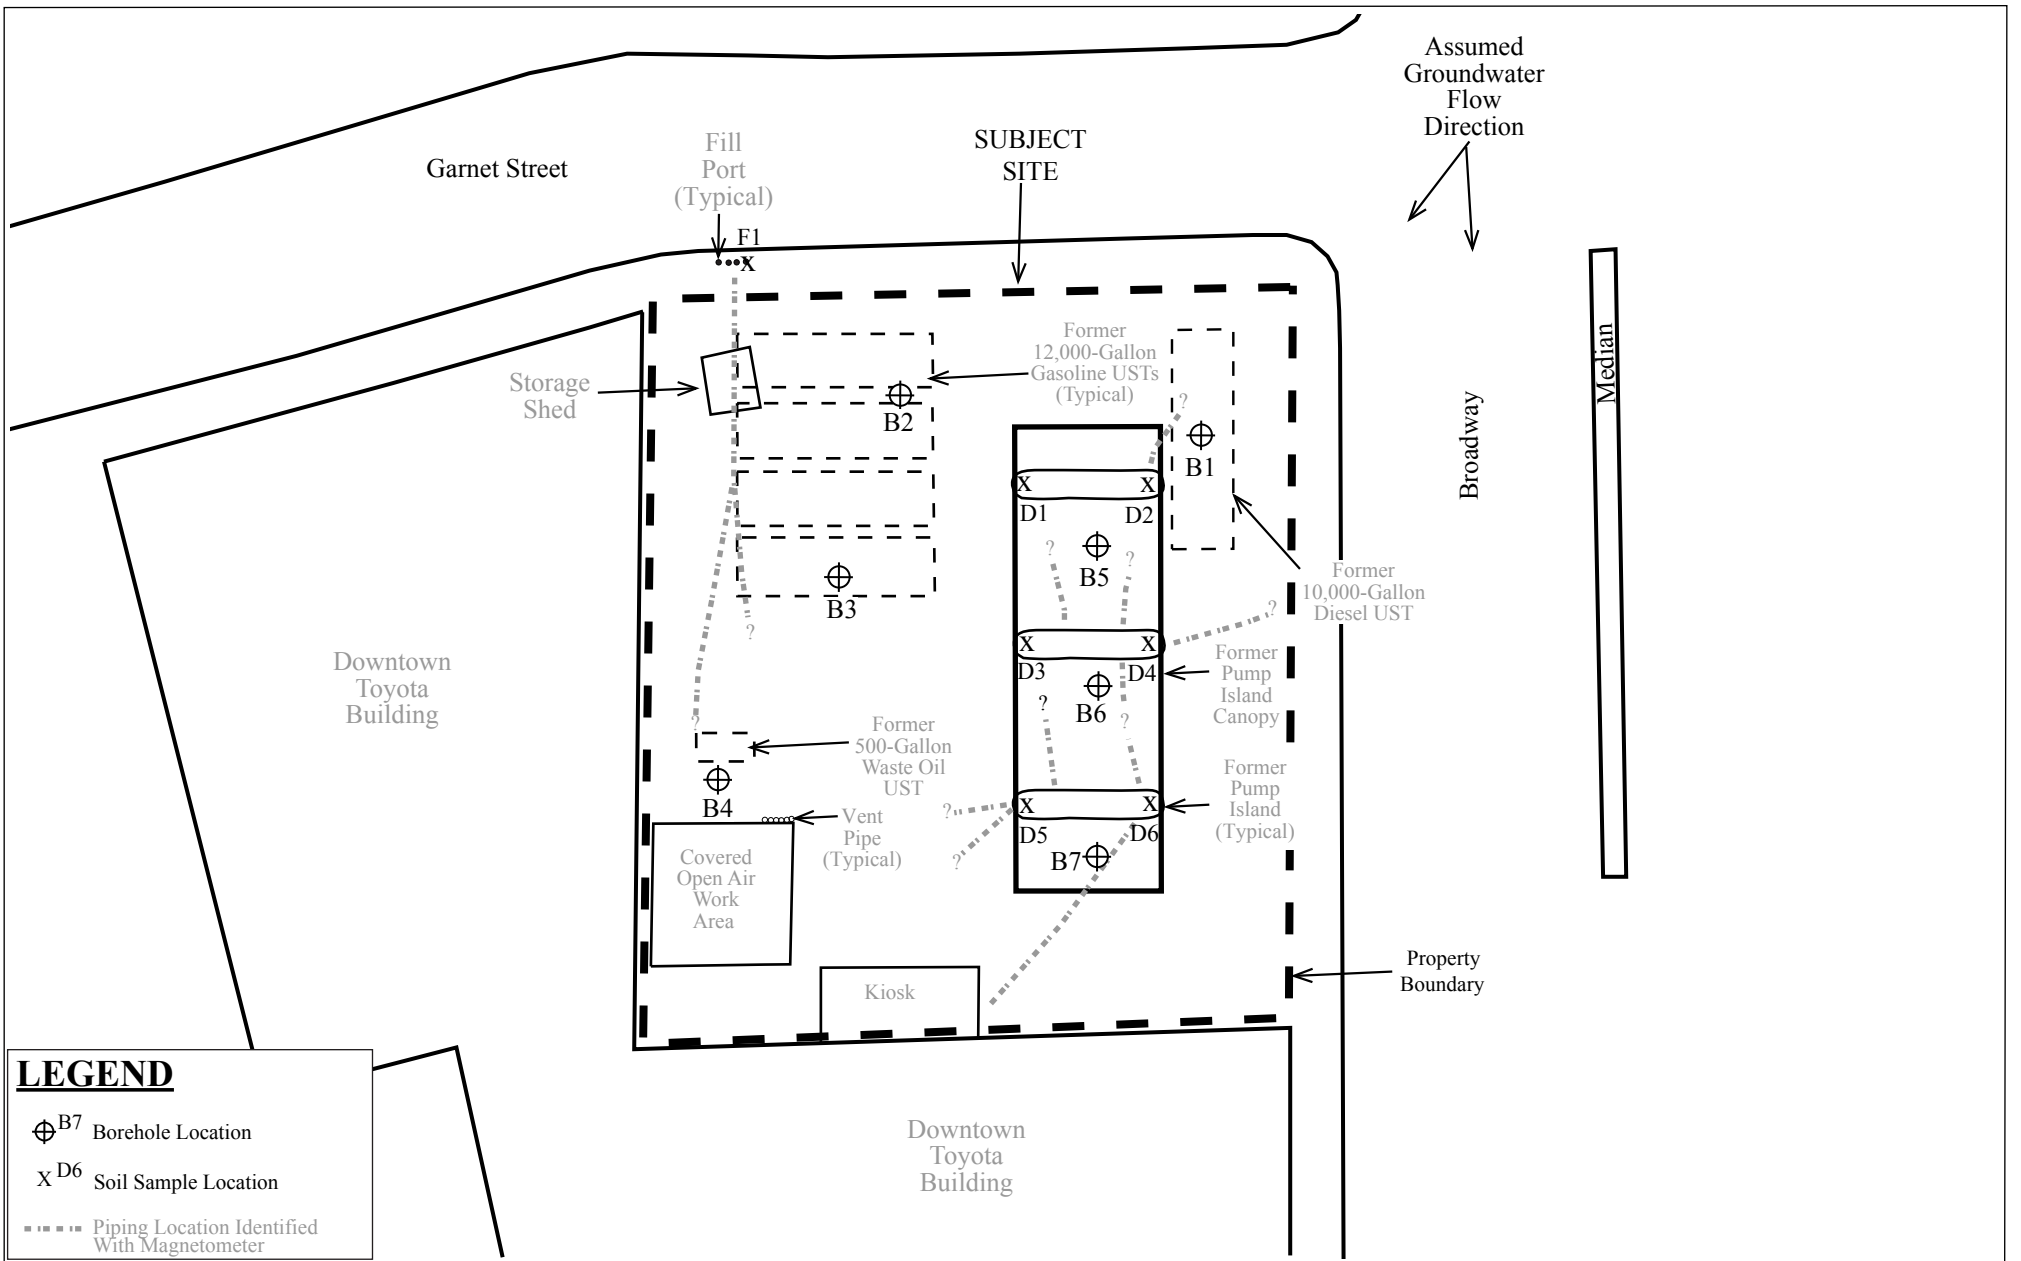 Assumed
Groundwater
Flow
Direction
Garnet Street
Fill
Port
(Typical)
SUBJECT
SITE
F1
X
Storage
Shed
Former
12,000-Gallon
Gasoline USTs
(Typical)
Median
Broadway
B2
?
B1
X
X
D1
D2
?
?
B5
B3
?
Former
10,000-Gallon
Diesel UST
?
X
X
D3
D4
Former
Pump
Island
Canopy
Downtown
Toyota
Building
?
B6
?
?
Former
500-Gallon
Waste Oil
UST
B4
Former
Pump
Island
(Typical)
Vent
Pipe
(Typical)
?
?
X
X
D5
D6
B7
Covered
Open Air
Work
Area
Kiosk
Property
Boundary
Downtown
Toyota
Building
LEGEND
B7 Borehole Location
X D6 Soil Sample Location
Piping Location Identified
With Magnetometer